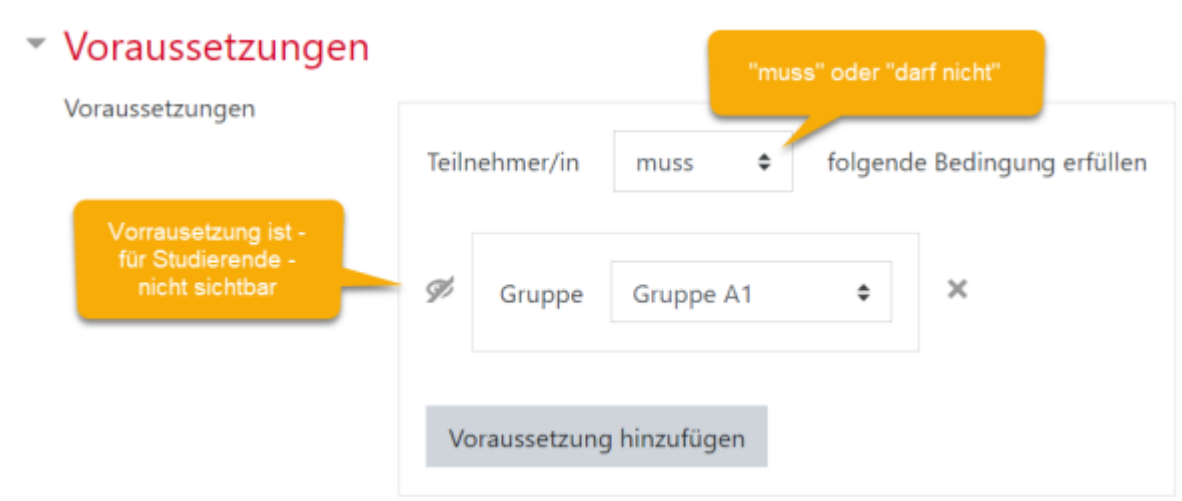 Voraussetzungen
"muss" oder "darf nicht"
Voraussetzungen
Teilnehmer/in muss folgende Bedingung erfüllen
Vorrausetzung ist -
für Studierende -
nicht sichtbar
Gruppe Gruppe A1
Voraussetzung hinzufügen